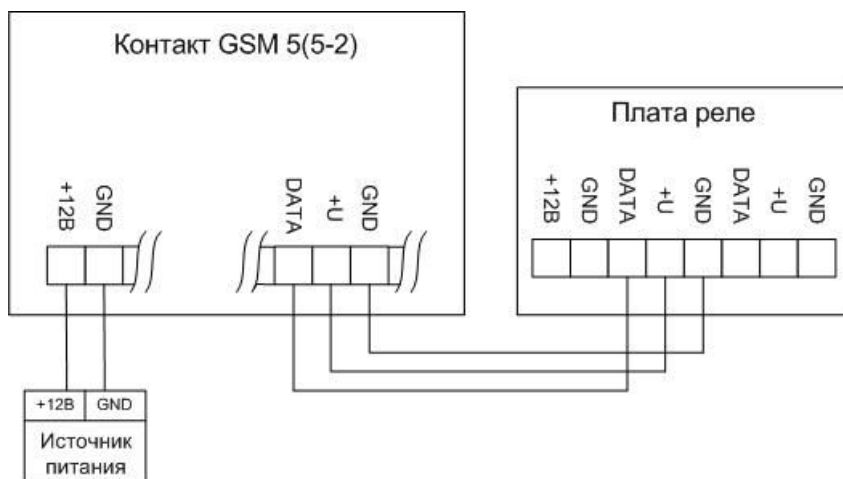 Контакт GSM 5(5-2)
+12В
GND
DATA
+U
GND
Плата реле
+12В
GND
DATA
+U
GND
DATA
+U
GND
+12В
GND
Источник
питания